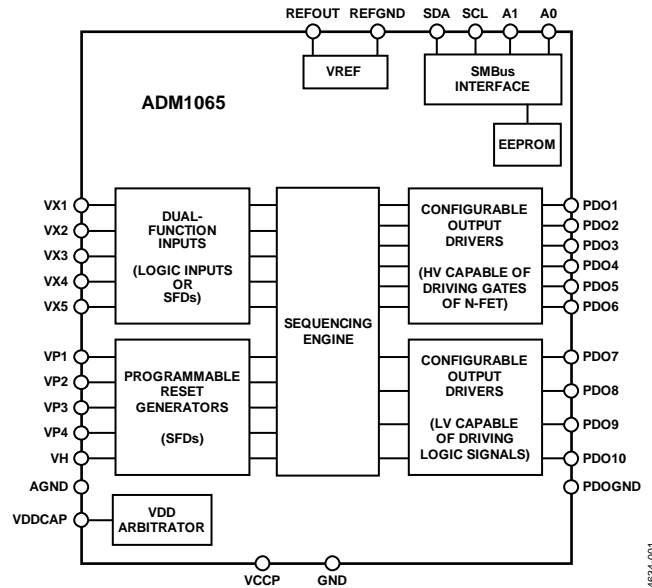 REFOUT REFGND SDA SCL A1 A0
VREF
SMBus
INTERFACE
ADM1065
EEPROM
VX1
VX2
VX3
VX4
VX5
DUAL-
FUNCTION
INPUTS
(LOGIC INPUTS
OR
SFDs)
SEQUENCING
ENGINE
CONFIGURABLE
OUTPUT
DRIVERS
(HV CAPABLE OF
DRIVING GATES
OF N-FET)
PDO1
PDO2
PDO3
PDO4
PDO5
PDO6
VP1
VP2
VP3
VP4
VH
PROGRAMMABLE
RESET
GENERATORS
(SFDs)
CONFIGURABLE
OUTPUT
DRIVERS
(LV CAPABLE
OF DRIVING
LOGIC SIGNALS)
PDO7
PDO8
PDO9
PDO10
AGND
PDOGND
VDDCAP
VDD
ARBITRATOR
VCCP GND
4634-001